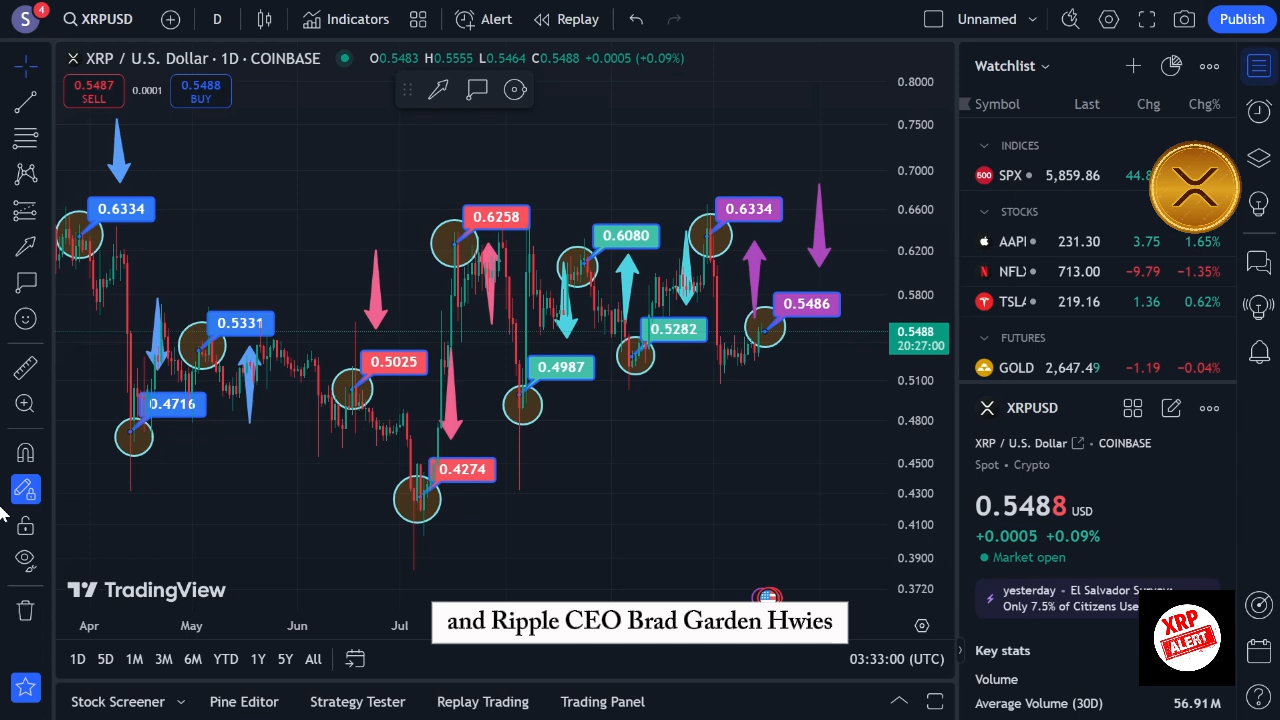 S
4
XRPUSD
D
Indicators
Alert
Replay
Unnamed
Publish
XRP / U.S. Dollar · 1D · COINBASE
O0.5483 H0.5555 L0.5464 C0.5488 +0.0005 (+0.09%)
0.5487
SELL
0.0001
0.5488
BUY
0.6334
0.4716
0.5331
0.5025
0.4274
0.6258
0.4987
0.6080
0.5282
0.6334
0.5486
0.8000
0.7500
0.7000
0.6600
0.6200
0.5800
0.5488
20:27:00
0.5100
0.4800
0.4500
0.4300
0.4100
0.3900
0.3720
TradingView
Apr
May
Jun
Jul
and Ripple CEO Brad Garden Hwies
1D 5D 1M 3M 6M YTD 1Y 5Y All
03:33:00 (UTC)
Stock Screener
Pine Editor
Strategy Tester
Replay Trading
Trading Panel
Watchlist
Symbol Last Chg Chg%
INDICES
600 SPX 5,859.86 44.8
STOCKS
AAPL 231.30 3.75 1.65%
NFLX 713.00 −9.79 −1.35%
TSLA 219.16 1.36 0.62%
FUTURES
GOLD 2,647.49 −1.19 −0.04%
XRPUSD
XRP / U.S. Dollar · COINBASE
Spot • Crypto
0.5488 USD
+0.0005 +0.09%
Market open
yesterday - El Salvador Survey:
Only 7.5% of Citizens Use
XRP
ALERT
Key stats
Volume
Average Volume (30D) 56.91M